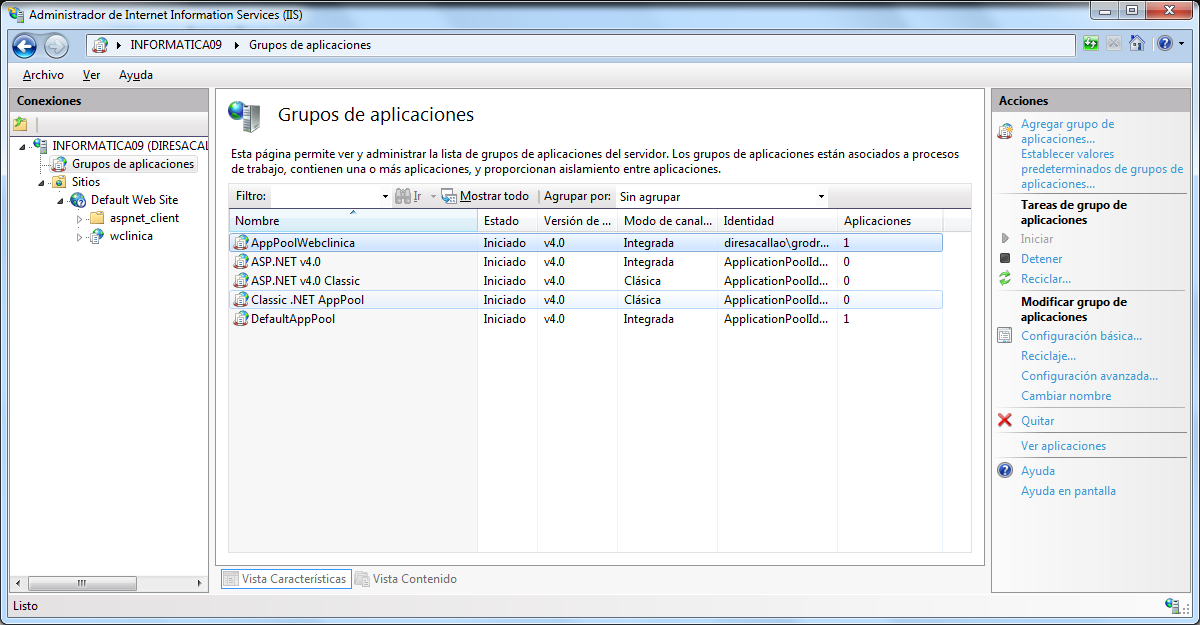 Administrador de Internet Information Services (IIS)
INFORMATICA09 Grupos de aplicaciones
Archivo Ver Ayuda
Conexiones
INFORMATICA09 (DIRESACAL
Grupos de aplicaciones
Sitios
Default Web Site
aspnet_client
wclinica
Grupos de aplicaciones
Esta página permite ver y administrar la lista de grupos de aplicaciones del servidor. Los grupos de aplicaciones están asociados a procesos
de trabajo, contienen una o más aplicaciones, y proporcionan aislamiento entre aplicaciones.
Filtro: Ir Mostrar todo Agrupar por: Sin agrupar
Nombre Estado Versión de ... Modo de canal... Identidad Aplicaciones
AppPoolWebclinica Iniciado v4.0 Integrada diresacallao\grodr... 1
ASP.NET v4.0 Iniciado v4.0 Integrada ApplicationPoolId... 0
ASP.NET v4.0 Classic Iniciado v4.0 Clásica ApplicationPoolId... 0
Classic .NET AppPool Iniciado v4.0 Clásica ApplicationPoolId... 0
DefaultAppPool Iniciado v4.0 Integrada ApplicationPoolId... 1
Vista Características Vista Contenido
Acciones
Agregar grupo de
aplicaciones...
Establecer valores
predeterminados de grupos de
aplicaciones...
Tareas de grupo de
aplicaciones
Iniciar
Detener
Reciclar...
Modificar grupo de
aplicaciones
Configuración básica...
Reciclaje...
Configuración avanzada...
Cambiar nombre
Quitar
Ver aplicaciones
Ayuda
Ayuda en pantalla
Listo